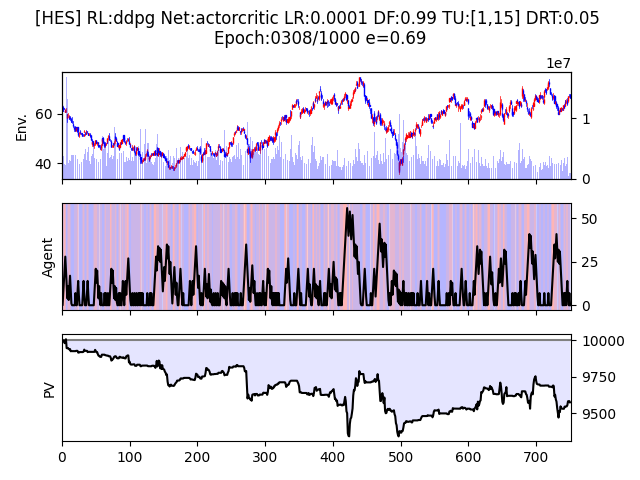 [HES] RL:ddpg Net:actorcritic LR:0.0001 DF:0.99 TU:[1,15] DRT:0.05
Epoch:0308/1000 e=0.69
1e7
Env.
60
40
1
0
Agent
50
25
0
PV
10000
9750
9500
0 100 200 300 400 500 600 700